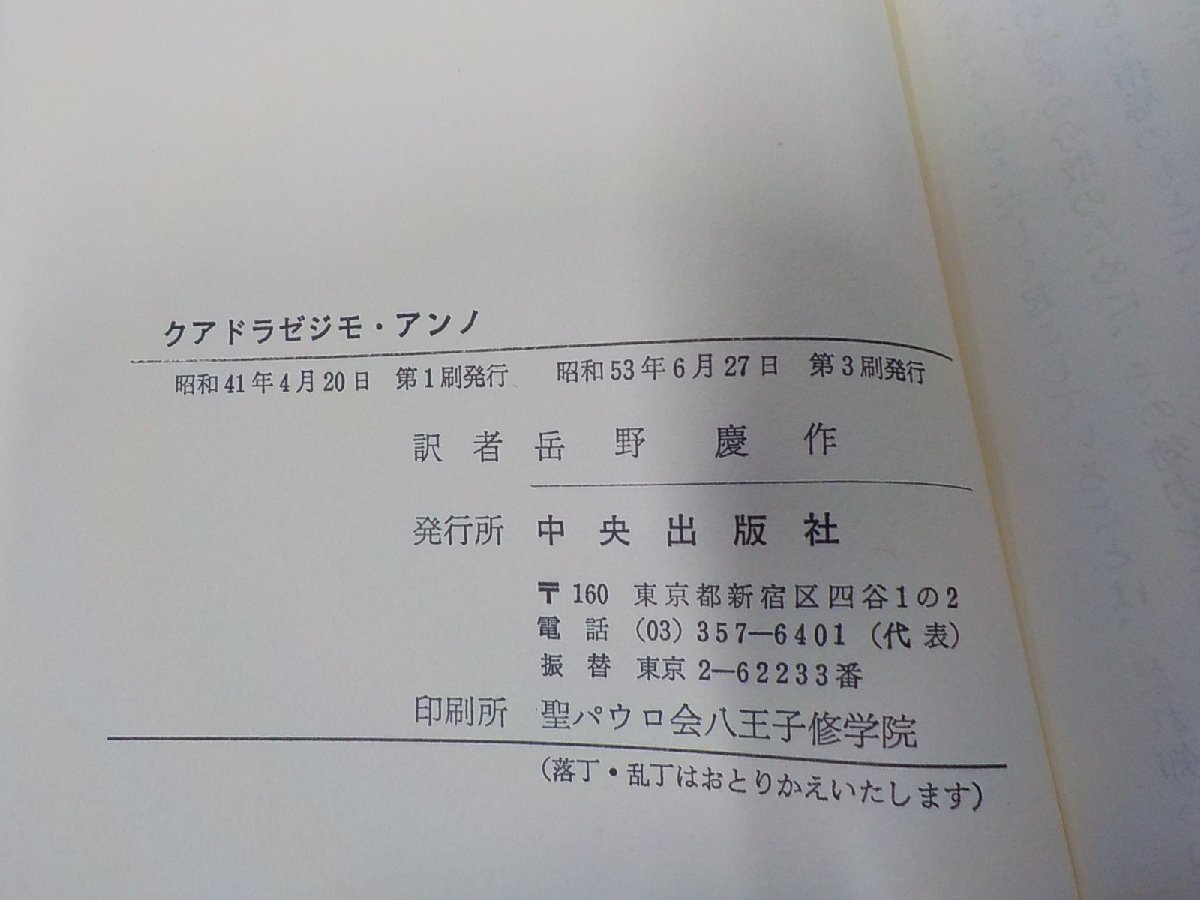 クアドラゼジモ・アンノ
昭和41年4月20日 第1刷発行 昭和53年6月27日 第3刷発行
訳者 岳野慶作
発行所 中央出版社
〒160 東京都新宿区四谷1の2
電話 (03) 357―6401 (代表)
振替 東京2―62233番
印刷所 聖パウロ会八王子修学院
(落丁・乱丁はおとりかえいたします)